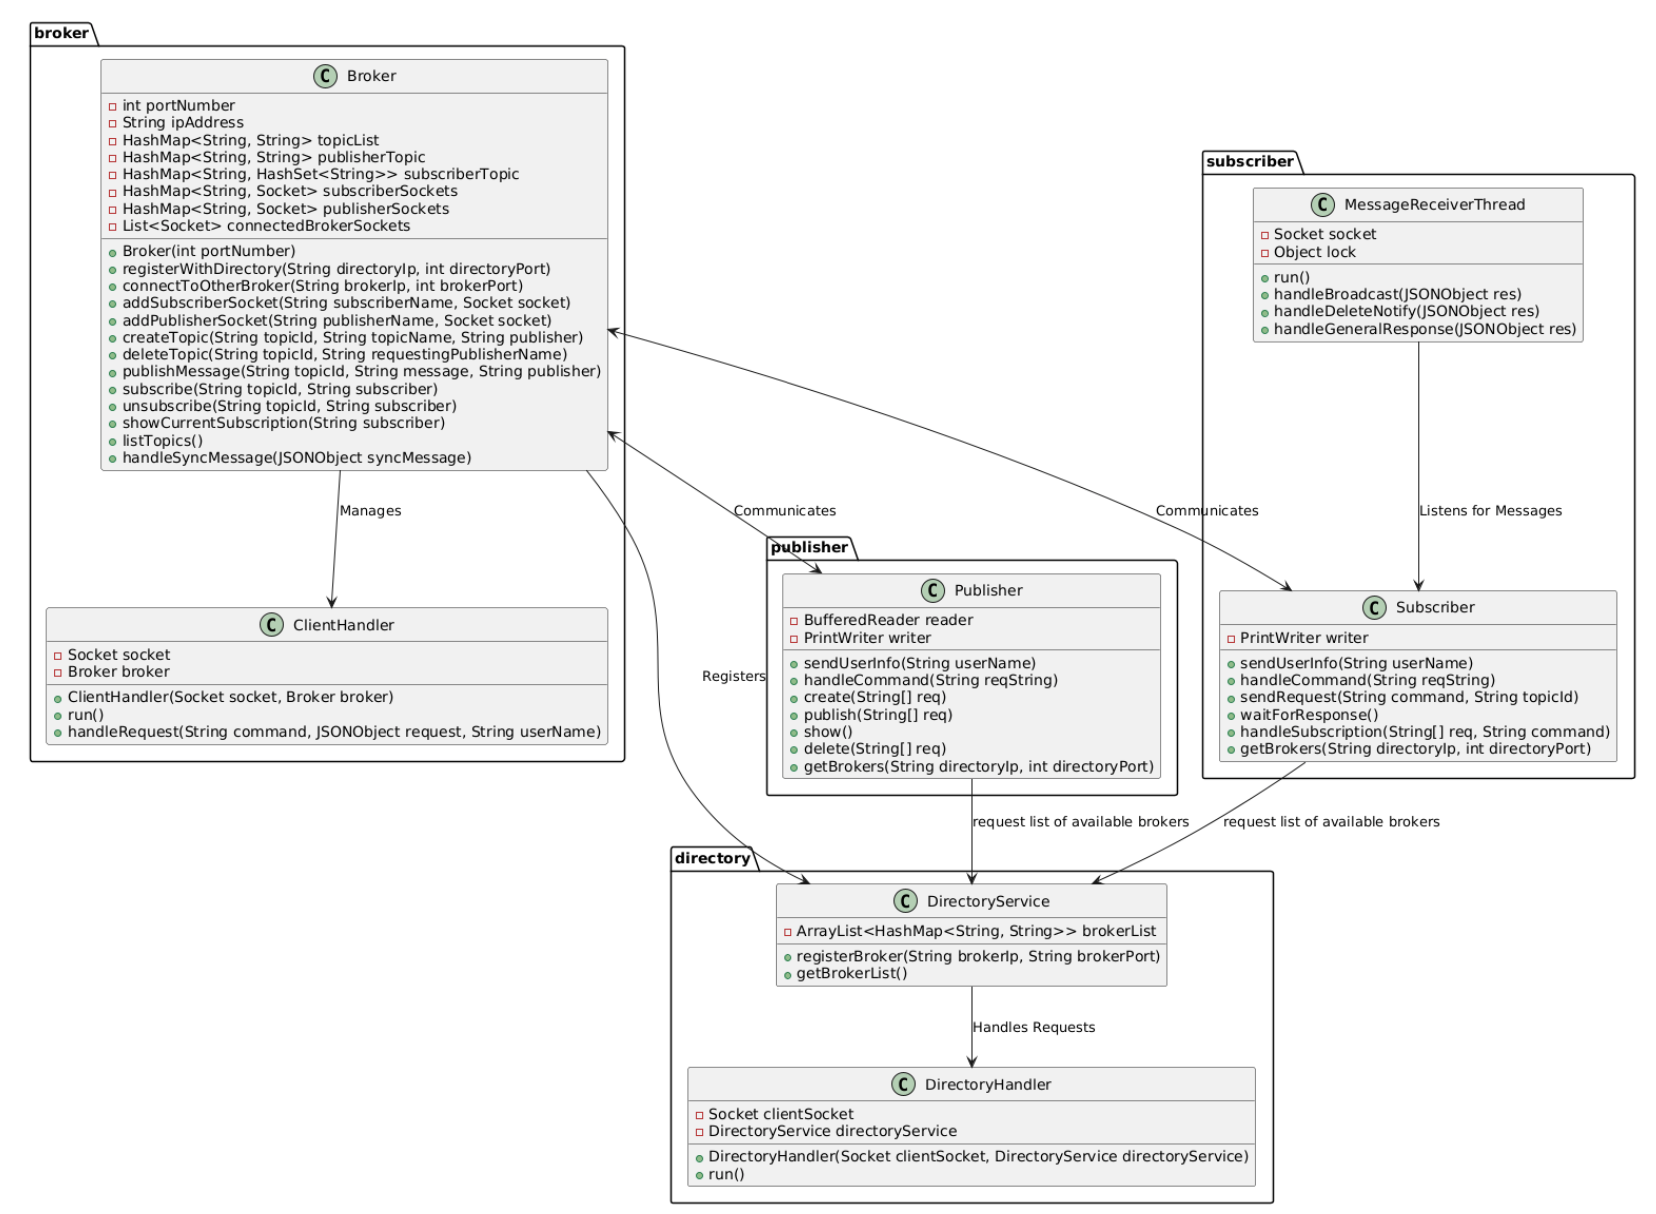 broker
C Broker
int portNumber
String ipAddress
HashMap<String, String> topicList
HashMap<String, String> publisherTopic
HashMap<String, HashSet<String>> subscriberTopic
HashMap<String, Socket> subscriberSockets
HashMap<String, Socket> publisherSockets
List<Socket> connectedBrokerSockets
Broker(int portNumber)
registerWithDirectory(String directoryIp, int directoryPort)
connectToOtherBroker(String brokerIp, int brokerPort)
addSubscriberSocket(String subscriberName, Socket socket)
addPublisherSocket(String publisherName, Socket socket)
createTopic(String topicId, String topicName, String publisher)
deleteTopic(String topicId, String requestingPublisherName)
publishMessage(String topicId, String message, String publisher)
subscribe(String topicId, String subscriber)
unsubscribe(String topicId, String subscriber)
showCurrentSubscription(String subscriber)
listTopics()
handleSyncMessage(JSONObject syncMessage)
Manages
C ClientHandler
Socket socket
Broker broker
ClientHandler(Socket socket, Broker broker)
run()
handleRequest(String command, JSONObject request, String userName)
subscriber
C MessageReceiverThread
Socket socket
Object lock
run()
handleBroadcast(JSONObject res)
handleDeleteNotify(JSONObject res)
handleGeneralResponse(JSONObject res)
Communicates
Communicates
Listens for Messages
publisher
C Publisher
BufferedReader reader
PrintWriter writer
sendUserInfo(String userName)
handleCommand(String reqString)
create(String[] req)
publish(String[] req)
show()
delete(String[] req)
getBrokers(String directoryIp, int directoryPort)
C Subscriber
PrintWriter writer
sendUserInfo(String userName)
handleCommand(String reqString)
sendRequest(String command, String topicId)
waitForResponse()
handleSubscription(String[] req, String command)
getBrokers(String directoryIp, int directoryPort)
Registers
request list of available brokers
request list of available brokers
directory
C DirectoryService
ArrayList<HashMap<String, String>> brokerList
registerBroker(String brokerIp, String brokerPort)
getBrokerList()
Handles Requests
C DirectoryHandler
Socket clientSocket
DirectoryService directoryService
DirectoryHandler(Socket clientSocket, DirectoryService directoryService)
run()